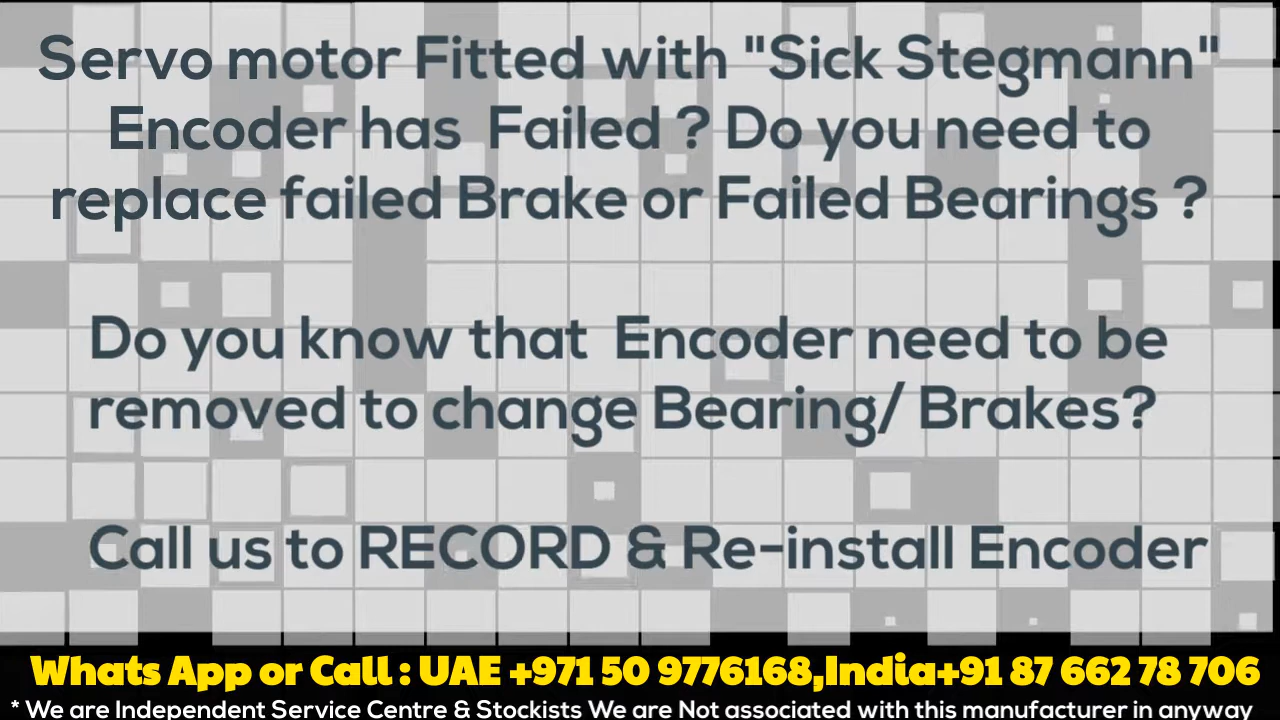 Servo motor Fitted with "Sick Stegmann"
Encoder has Failed ? Do you need to
replace failed Brake or Failed Bearings ?
Do you know that Encoder need to be
removed to change Bearing/ Brakes?
Call us to RECORD & Re-install Encoder
Whats App or Call : UAE +971 50 9776168,India+91 87 662 78 706
* We are Independent Service Centre & Stockists We are Not associated with this manufacturer in anyway